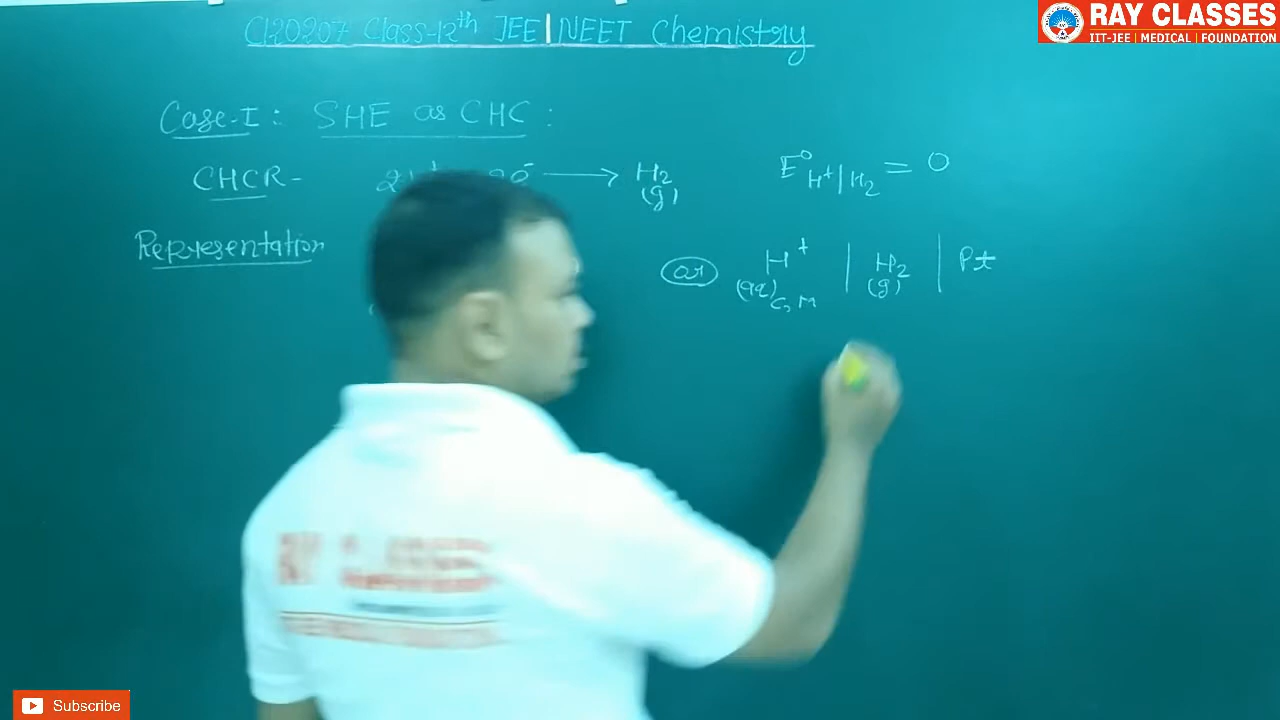 C120207 Class-12th JEE|NEET Chemistry
RAY CLASSES
IIT-JEE | MEDICAL | FOUNDATION
Case-I: SHE as CHC:
CHCR- ⟶ H2 (g) E° H+|H2 = 0
Representation
or H+ (aq) | H2 (g) | Pt
Subscribe